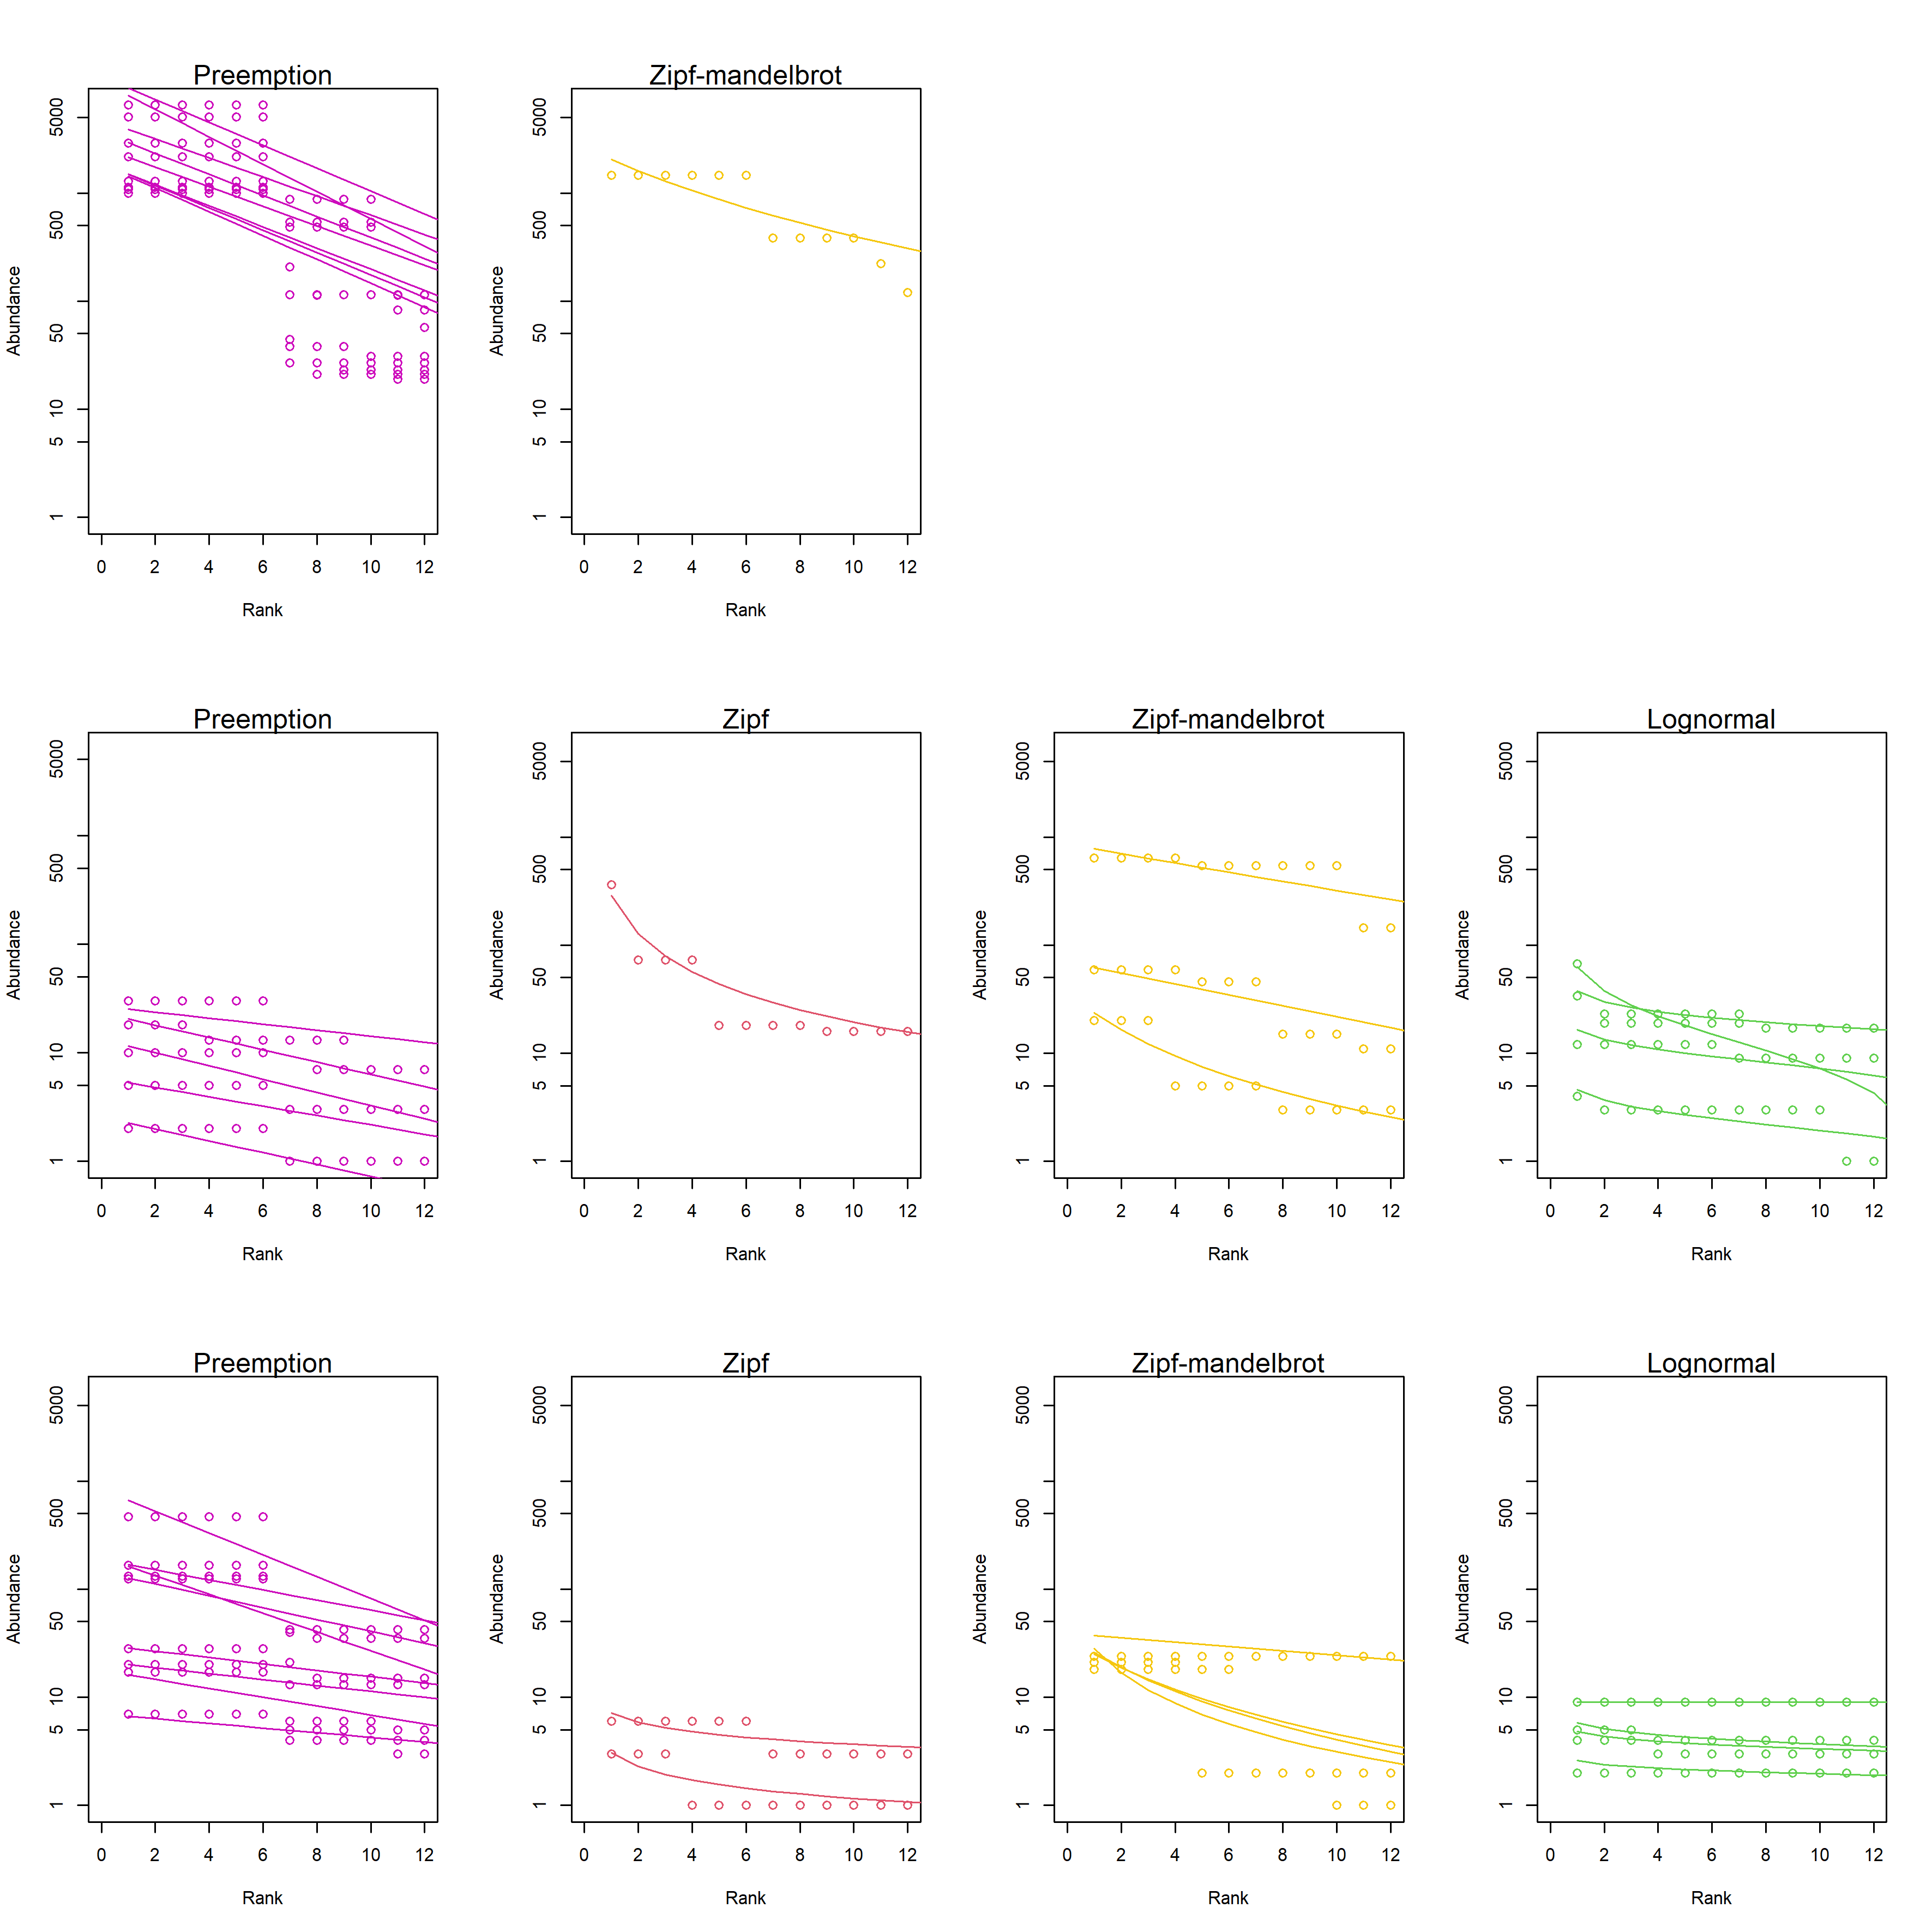 Preemption Zipf-mandelbrot
5000 5000
500 500
Abundance Abundance
50 50
10 10
5 5
1 1
0 2 4 6 8 10 12 0 2 4 6 8 10 12
Rank Rank
Preemption Zipf Zipf-mandelbrot Lognormal
5000 5000 5000 5000
500 500 500 500
Abundance Abundance Abundance Abundance
50 50 50 50
10 10 10 10
5 5 5 5
1 1 1 1
0 2 4 6 8 10 12 0 2 4 6 8 10 12 0 2 4 6 8 10 12 0 2 4 6 8 10 12
Rank Rank Rank Rank
Preemption Zipf Zipf-mandelbrot Lognormal
5000 5000 5000 5000
500 500 500 500
Abundance Abundance Abundance Abundance
50 50 50 50
10 10 10 10
5 5 5 5
1 1 1 1
0 2 4 6 8 10 12 0 2 4 6 8 10 12 0 2 4 6 8 10 12 0 2 4 6 8 10 12
Rank Rank Rank Rank